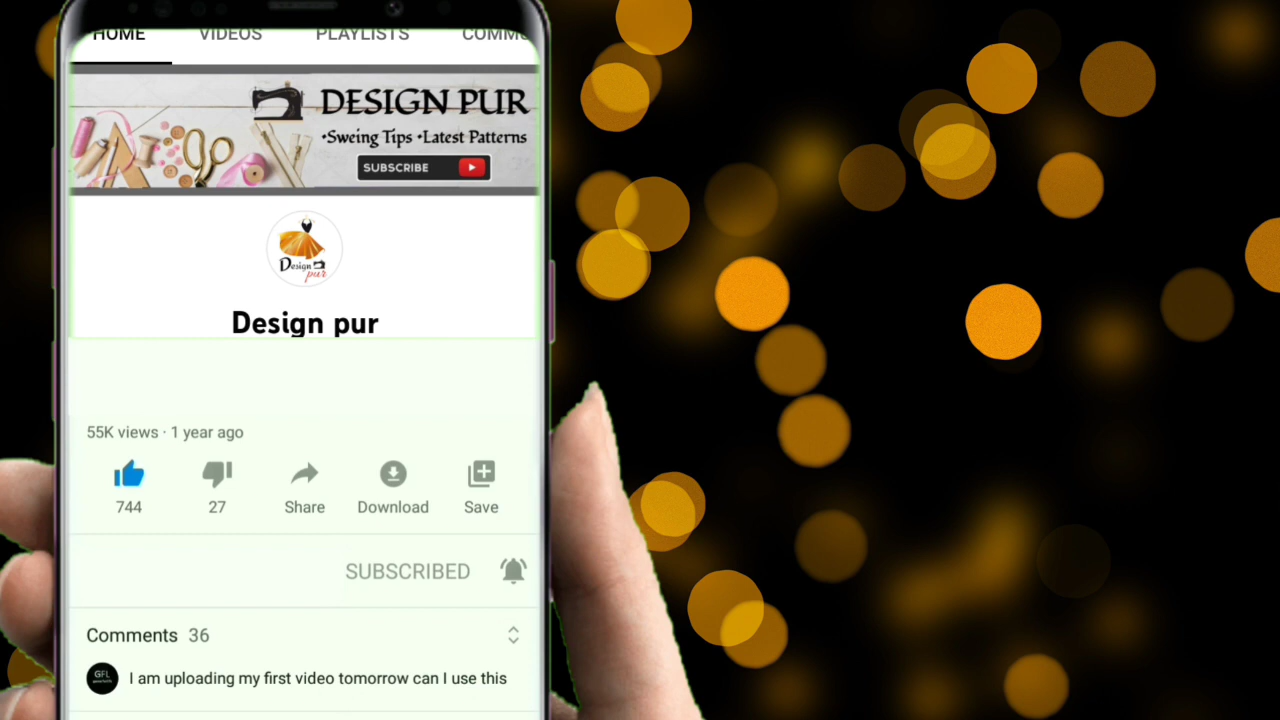 HOME VIDEOS PLAYLISTS COMMU
DESIGN PUR
•Sweing Tips •Latest Patterns
SUBSCRIBE
Design
pur
Design pur
55K views · 1 year ago
744 27 Share Download Save
SUBSCRIBED
Comments 36
GFL
I am uploading my first video tomorrow can I use this